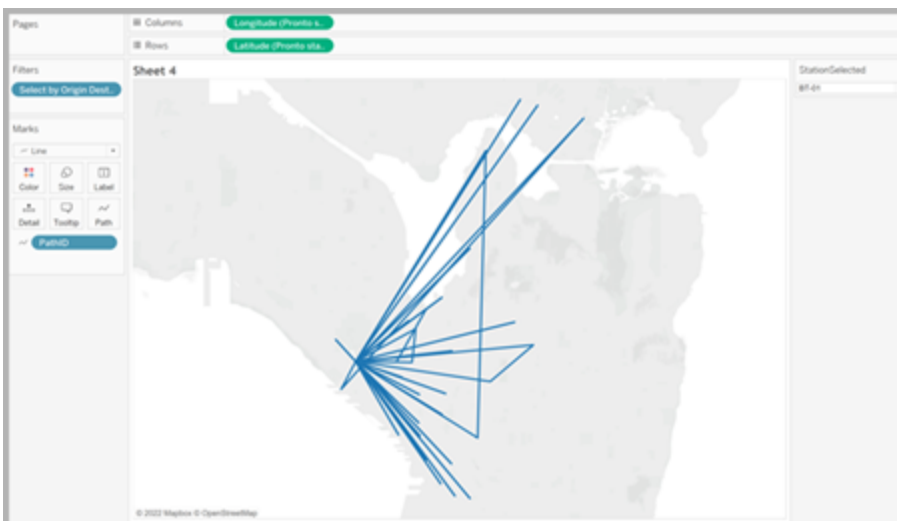 Pages
Columns
Longitude (Pronto s..
Rows
Latitude (Pronto sta..
Filters
Select by Origin Dest..
Marks
Line
Color
Size
Label
Detail
Tooltip
Path
PathID
Sheet 4
© 2022 Mapbox © OpenStreetMap
StationSelected
BT-01